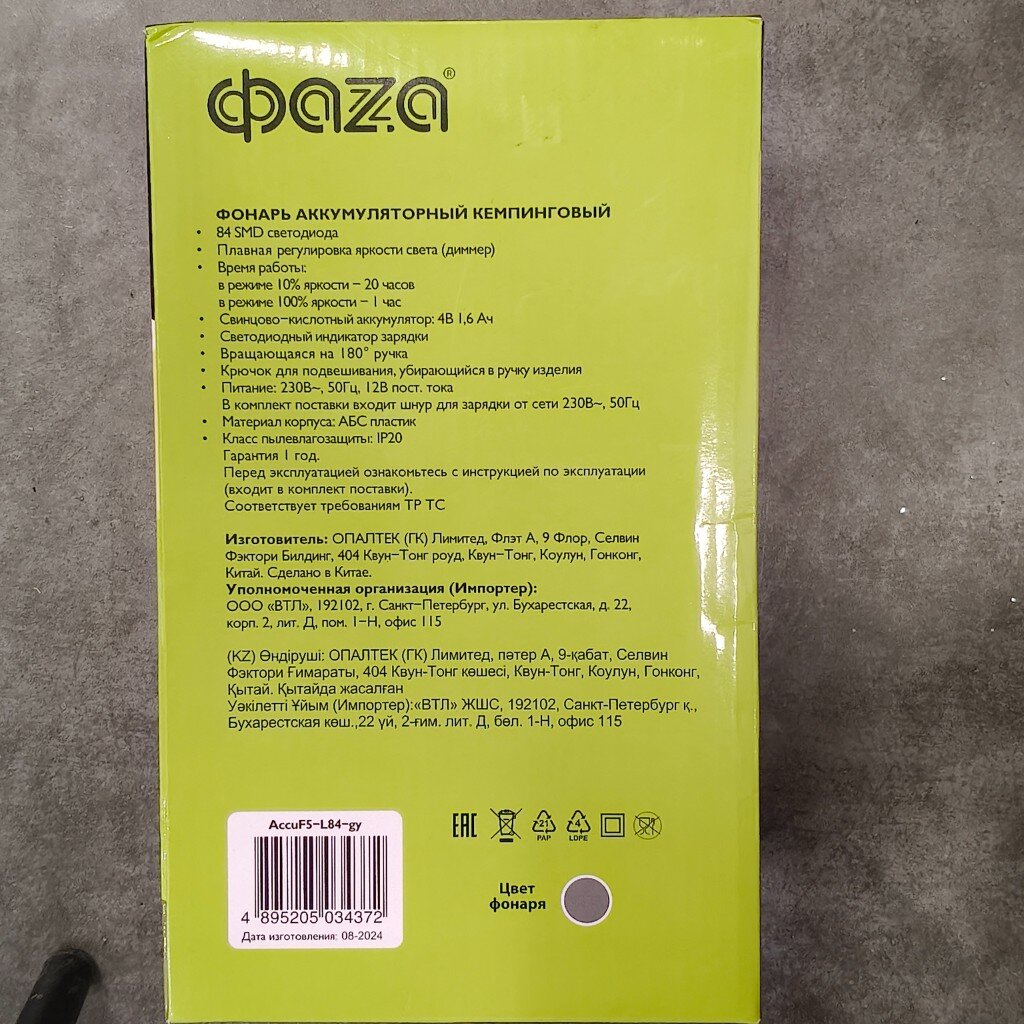 фаzа®
ФОНАРЬ АККУМУЛЯТОРНЫЙ КЕМПИНГОВЫЙ
• 84 SMD светодиода
• Плавная регулировка яркости света (диммер)
• Время работы:
в режиме 10% яркости – 20 часов
в режиме 100% яркости – 1 час
• Свинцово-кислотный аккумулятор: 4В 1,6 Ач
• Светодиодный индикатор зарядки
• Вращающаяся на 180° ручка
• Крючок для подвешивания, убирающийся в ручку изделия
• Питание: 230В~, 50Гц, 12В пост. тока
В комплект поставки входит шнур для зарядки от сети 230В~, 50Гц
• Материал корпуса: АБС пластик
• Класс пылевлагозащиты: IP20
Гарантия 1 год.
Перед эксплуатацией ознакомьтесь с инструкцией по эксплуатации
(входит в комплект поставки).
Соответствует требованиям ТР ТС
Изготовитель: ОПАЛТЕК (ГК) Лимитед, Флэт А, 9 Флор, Селвин
Фэктори Билдинг, 404 Квун-Тонг роуд, Квун-Тонг, Коулун, Гонконг,
Китай. Сделано в Китае.
Уполномоченная организация (Импортер):
ООО «ВТЛ», 192102, г. Санкт-Петербург, ул. Бухарестская, д. 22,
корп. 2, лит. Д, пом. 1-Н, офис 115
(KZ) Өндіруші: ОПАЛТЕК (ГК) Лимитед, пәтер А, 9-қабат, Селвин
Фэктори Ғимараты, 404 Квун-Тонг көшесі, Квун-Тонг, Коулун, Гонконг,
Қытай. Қытайда жасалған
Уәкілетті Ұйым (Импортер):«ВТЛ» ЖШС, 192102, Санкт-Петербург қ.,
Бухарестская көш.,22 үй, 2-ғим. лит. Д, бөл. 1-Н, офис 115
AccuF5-L84-gy
4 895205 034372
Дата изготовления: 08-2024
EAC
21
PAP
4
LDPE
Цвет
фонаря